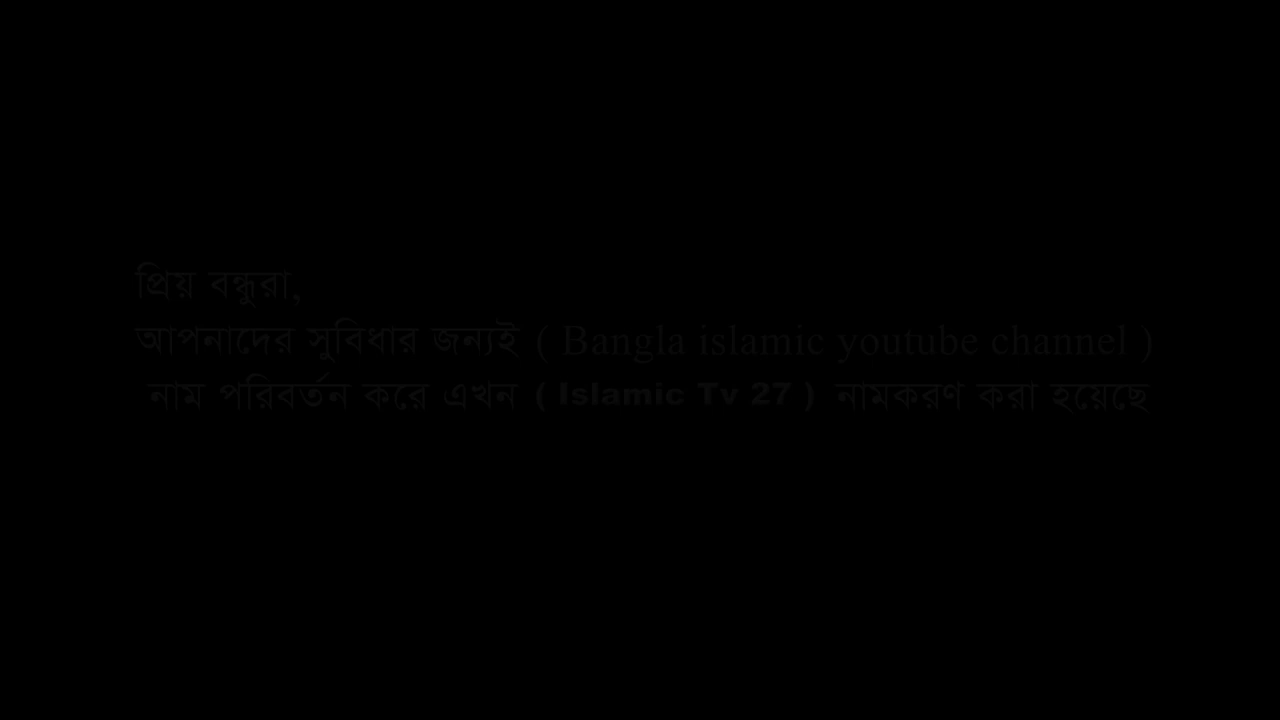 প্রিয় বন্ধুরা,
আপনাদের সুবিধার জন্যই ( Bangla islamic youtube channel )
নাম পরিবর্তন করে এখন ( Islamic Tv 27 ) নামকরণ করা হয়েছে